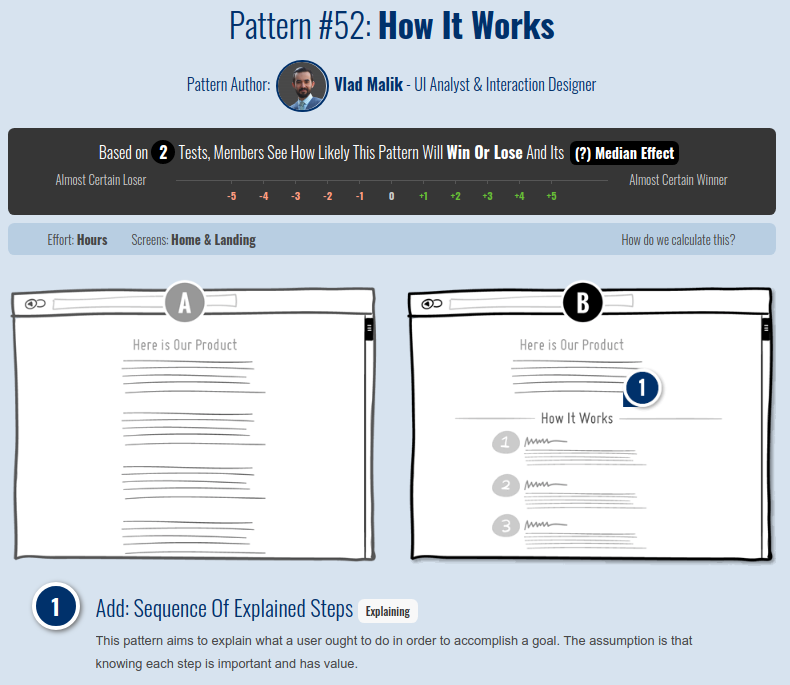 Pattern #52: How It Works
Pattern Author: Vlad Malik - UI Analyst & Interaction Designer
Based on 2 Tests, Members See How Likely This Pattern Will Win Or Lose And Its (?) Median Effect
Almost Certain Loser
Almost Certain Winner
-5 -4 -3 -2 -1 0 +1 +2 +3 +4 +5
Effort: Hours Screens: Home & Landing How do we calculate this?
A
Here is Our Product
B
Here is Our Product
1
How It Works
1
2
3
1 Add: Sequence Of Explained Steps Explaining
This pattern aims to explain what a user ought to do in order to accomplish a goal. The assumption is that
knowing each step is important and has value.